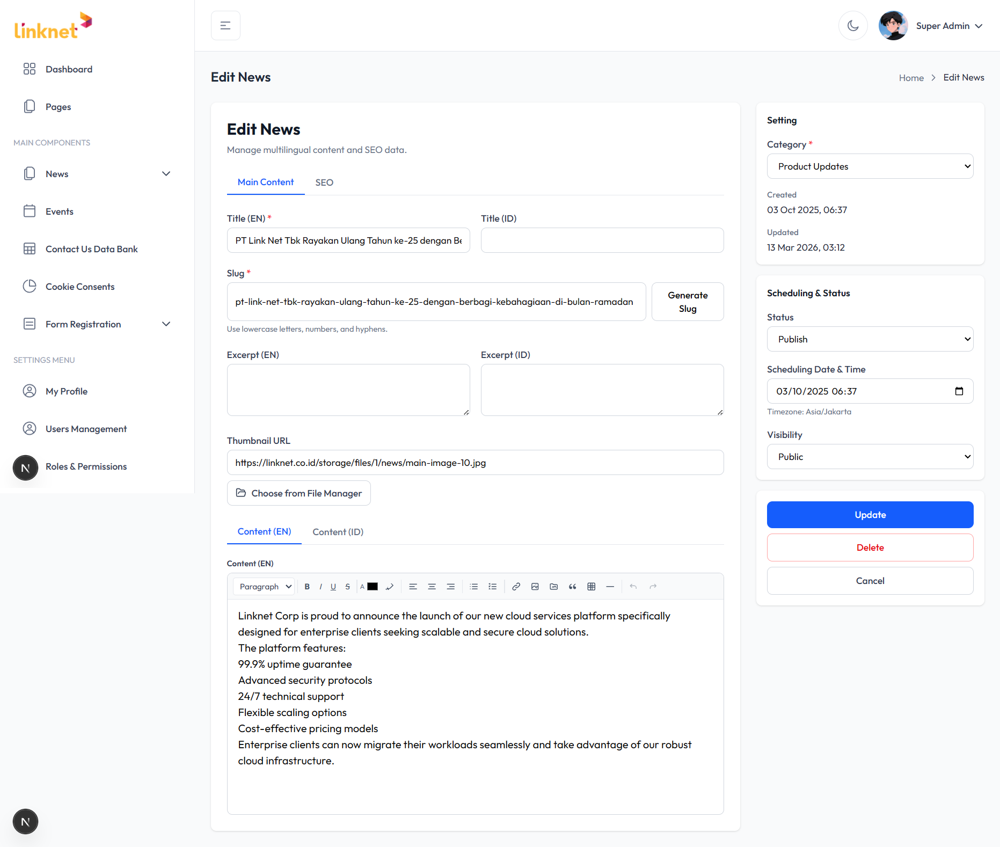 linknet
Dashboard
Pages
MAIN COMPONENTS
News
Events
Contact Us Data Bank
Cookie Consents
Form Registration
SETTINGS MENU
My Profile
Users Management
N
Roles & Permissions
N
Super Admin
Edit News
Home
Edit News
Edit News
Manage multilingual content and SEO data.
Main Content
SEO
Title (EN) *
Title (ID)
PT Link Net Tbk Rayakan Ulang Tahun ke-25 dengan Be
Slug *
pt-link-net-tbk-rayakan-ulang-tahun-ke-25-dengan-berbagi-kebahagiaan-di-bulan-ramadan
Generate
Slug
Use lowercase letters, numbers, and hyphens.
Excerpt (EN)
Excerpt (ID)
Thumbnail URL
https://linknet.co.id/storage/files/1/news/main-image-10.jpg
Choose from File Manager
Content (EN)
Content (ID)
Content (EN)
Paragraph
B I U S A
Linknet Corp is proud to announce the launch of our new cloud services platform specifically
designed for enterprise clients seeking scalable and secure cloud solutions.
The platform features:
99.9% uptime guarantee
Advanced security protocols
24/7 technical support
Flexible scaling options
Cost-effective pricing models
Enterprise clients can now migrate their workloads seamlessly and take advantage of our robust
cloud infrastructure.
Setting
Category *
Product Updates
Created
03 Oct 2025, 06:37
Updated
13 Mar 2026, 03:12
Scheduling & Status
Status
Publish
Scheduling Date & Time
03/10/2025 06:37
Timezone: Asia/Jakarta
Visibility
Public
Update
Delete
Cancel